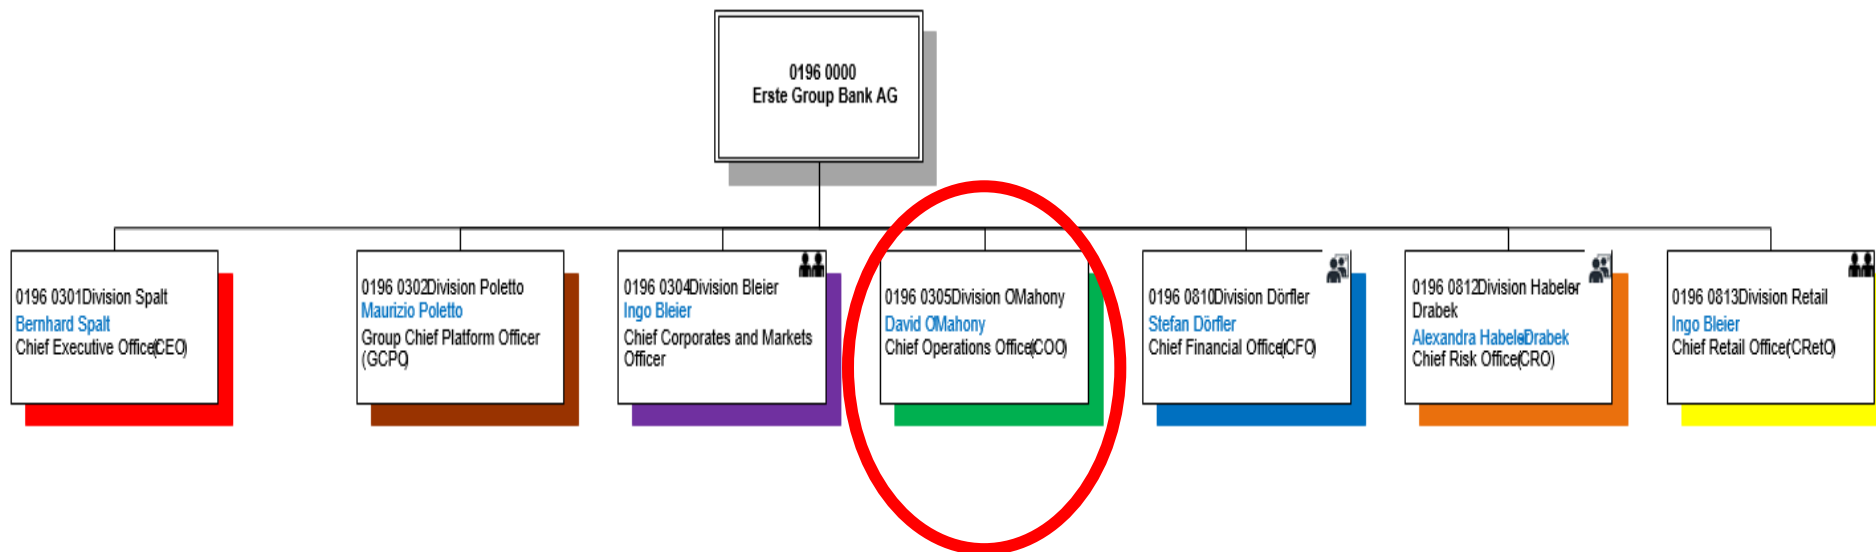 0196 0000
Erste Group Bank AG
0196 0301Division Spalt
Bernhard Spalt
Chief Executive Office(CEO)
0196 0302Division Poletto
Maurizio Poletto
Group Chief Platform Officer
(GCPO)
0196 0304Division Bleier
Ingo Bleier
Chief Corporates and Markets
Officer
0196 0305Division O'Mahony
David O'Mahony
Chief Operations Office(COO)
0196 0810Division Dörfler
Stefan Dörfler
Chief Financial Office(CFO)
0196 0812Division Habeler-
Drabek
Alexandra Habeler-Drabek
Chief Risk Office(CRO)
0196 0813Division Retail
Ingo Bleier
Chief Retail Office(CRetO)